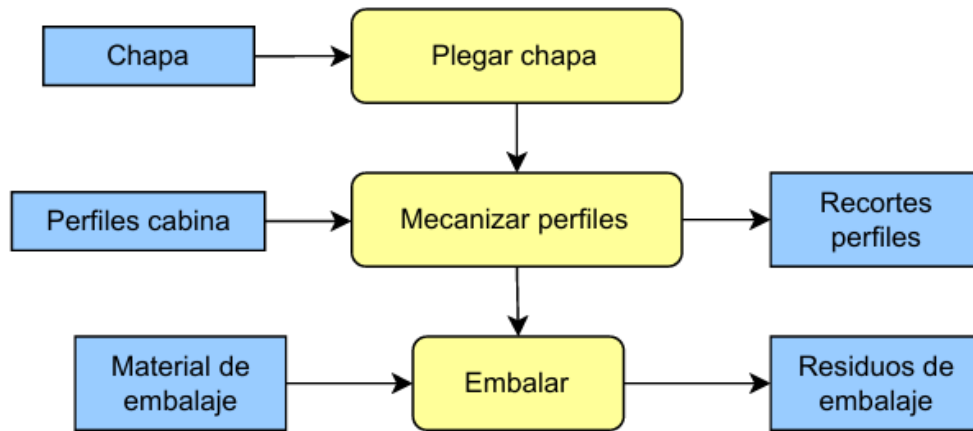 Chapa
Plegar chapa
Perfiles cabina
Mecanizar perfiles
Recortes
perfiles
Material de
embalaje
Embalar
Residuos de
embalaje